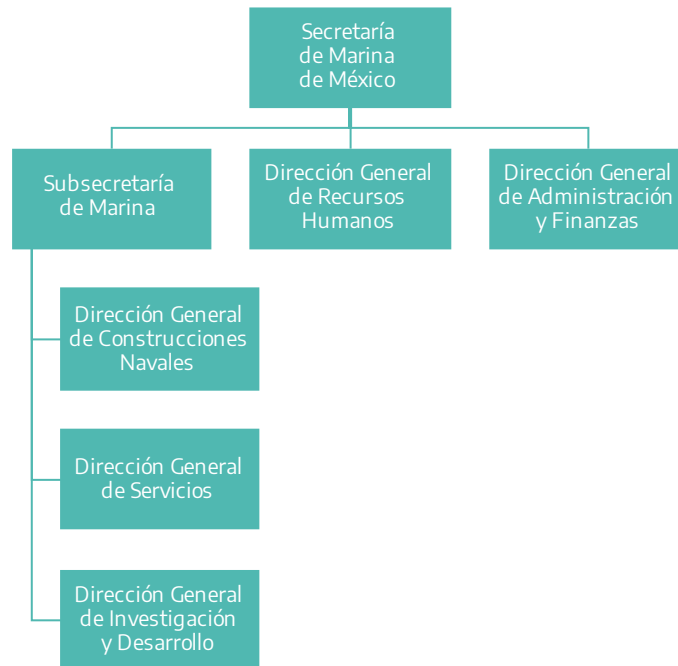 Secretaría
de Marina
de México
Subsecretaría
de Marina
Dirección General
de Recursos
Humanos
Dirección General
de Administración
y Finanzas
Dirección General
de Construcciones
Navales
Dirección General
de Servicios
Dirección General
de Investigación
y Desarrollo